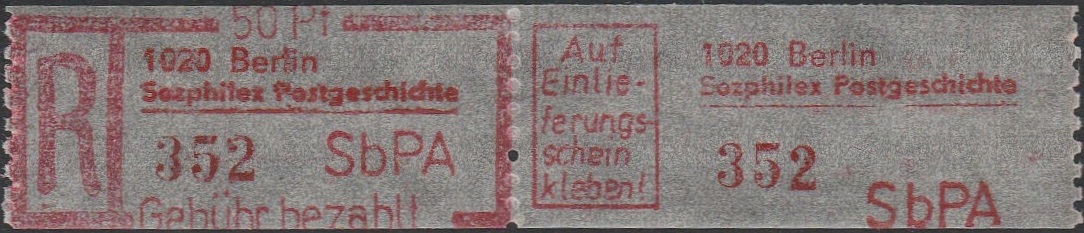 50 Pf
R
1020 Berlin
Sozphilex Postgeschichte
352 SbPA
Gebühr bezahlt!
Auf
Einlie-
ferungs-
schein
kleben!
1020 Berlin
Sozphilex Postgeschichte
352
SbPA